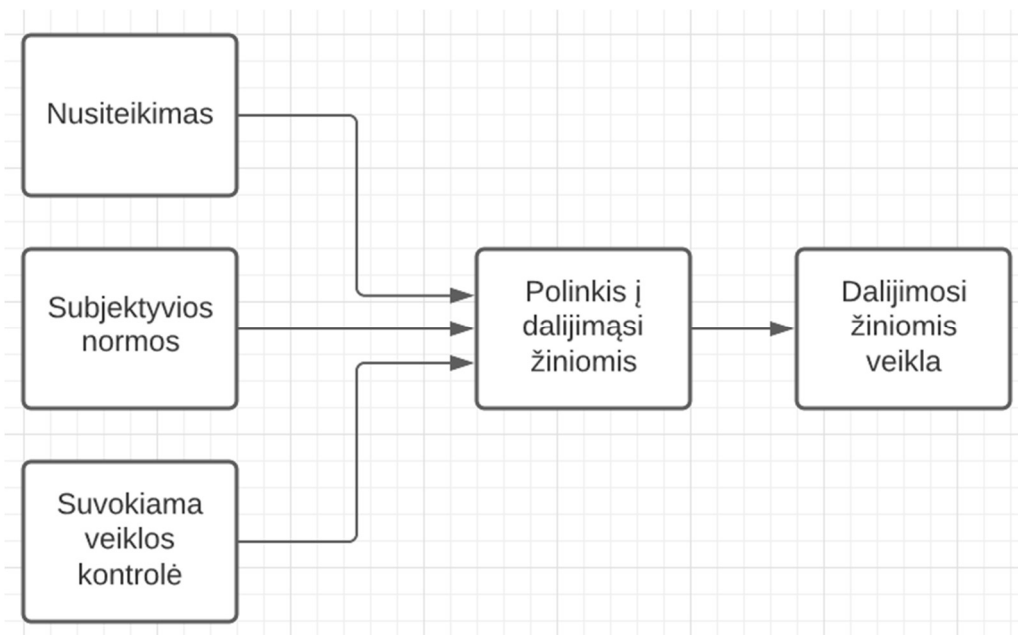 Nusiteikimas
Subjektyvios
normos
Suvokiama
veiklos
kontrolė
Polinkis į
dalijimąsi
žiniomis
Dalijimosi
žiniomis
veikla